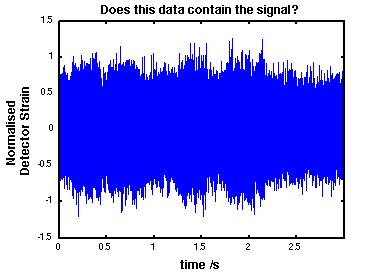 Does this data contain the signal?
1.5
1
0.5
0
-0.5
-1
-1.5
Normalised
Detector Strain
0 0.5 1 1.5 2 2.5
time /s